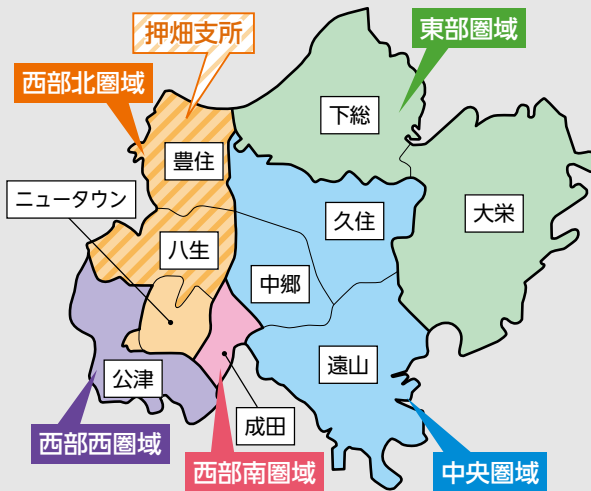 押畑支所
東部圏域
西部北圏域
下総
豊住
ニュータウン
久住
大栄
八生
中郷
遠山
公津
成田
西部西圏域
西部南圏域
中央圏域